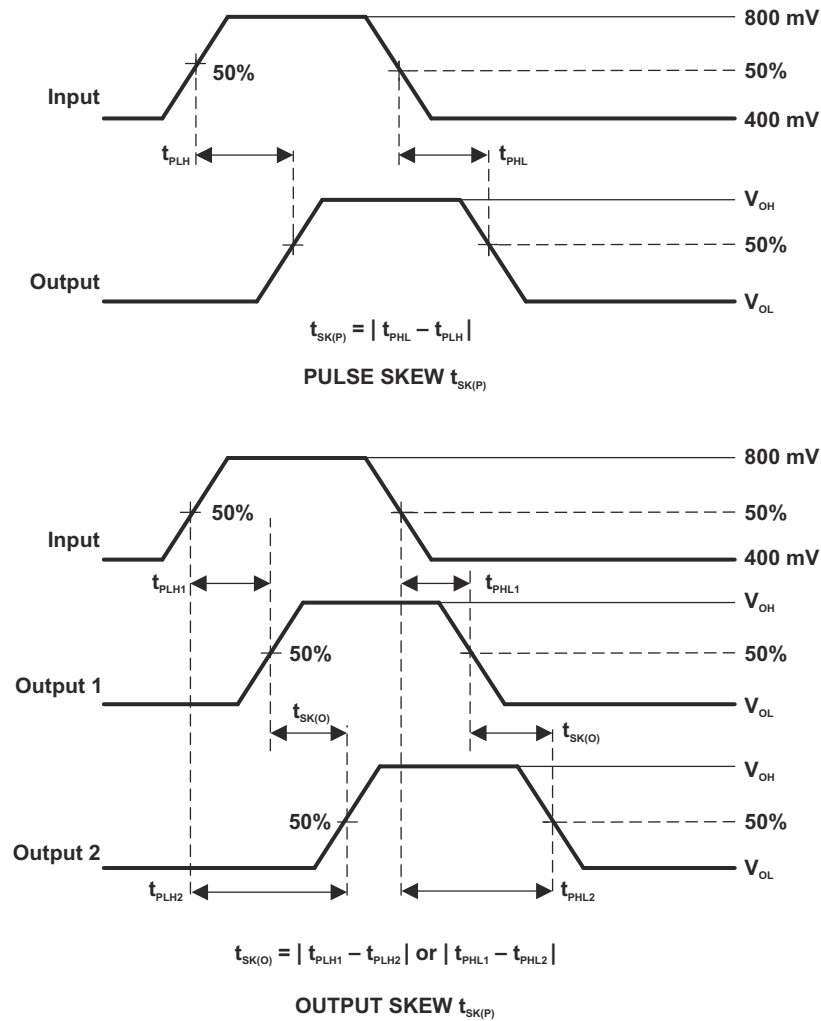 800 mV
50%
50%
Input
400 mV
tPLH
tPHL
VOH
50%
Output
VOL
tSK(P) = | tPHL – tPLH |
PULSE SKEW tSK(P)
800 mV
50%
50%
Input
400 mV
tPLH1
tPHL1
VOH
50%
50%
Output 1
VOL
tSK(O)
tSK(O)
VOH
50%
50%
Output 2
VOL
tPLH2
tPHL2
tSK(O) = | tPLH1 – tPLH2 | or | tPHL1 – tPHL2 |
OUTPUT SKEW tSK(P)